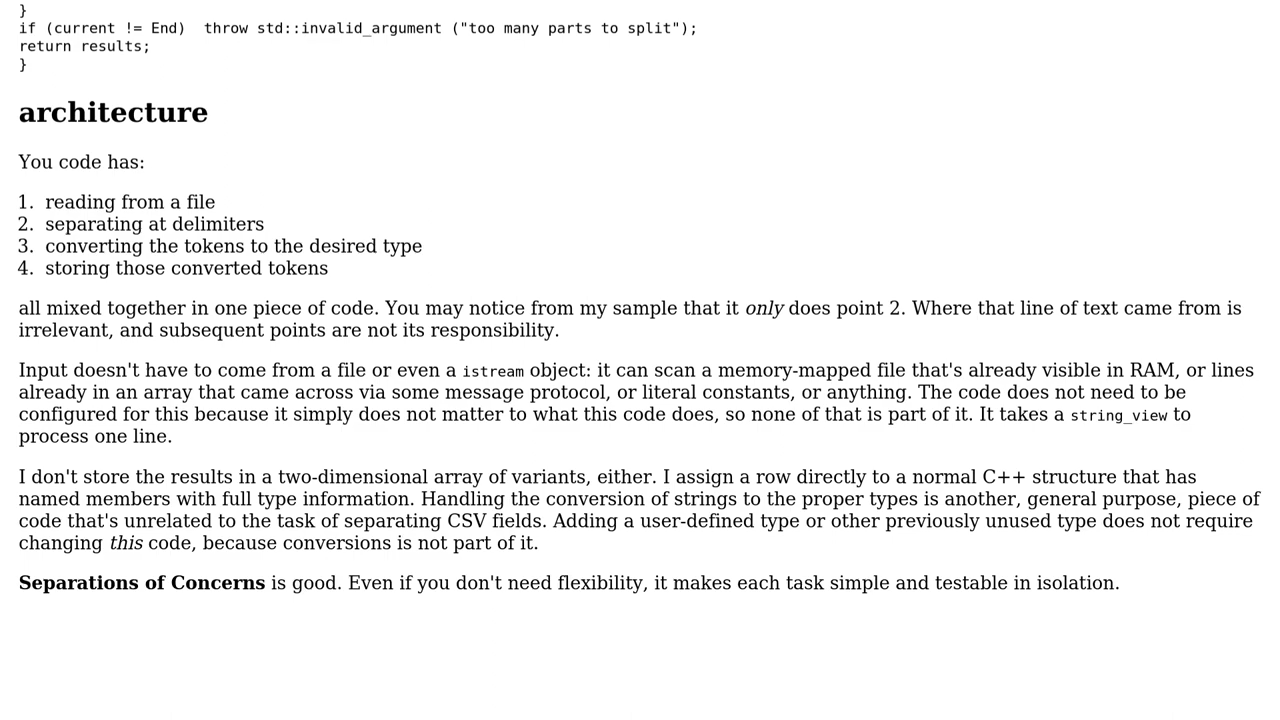 }
if (current != End)  throw std::invalid_argument ("too many parts to split");
return results;
}
architecture
You code has:
1. reading from a file
2. separating at delimiters
3. converting the tokens to the desired type
4. storing those converted tokens
all mixed together in one piece of code. You may notice from my sample that it only does point 2. Where that line of text came from is
irrelevant, and subsequent points are not its responsibility.
Input doesn't have to come from a file or even a istream object: it can scan a memory-mapped file that's already visible in RAM, or lines
already in an array that came across via some message protocol, or literal constants, or anything. The code does not need to be
configured for this because it simply does not matter to what this code does, so none of that is part of it. It takes a string_view to
process one line.
I don't store the results in a two-dimensional array of variants, either. I assign a row directly to a normal C++ structure that has
named members with full type information. Handling the conversion of strings to the proper types is another, general purpose, piece of
code that's unrelated to the task of separating CSV fields. Adding a user-defined type or other previously unused type does not require
changing this code, because conversions is not part of it.
Separations of Concerns is good. Even if you don't need flexibility, it makes each task simple and testable in isolation.